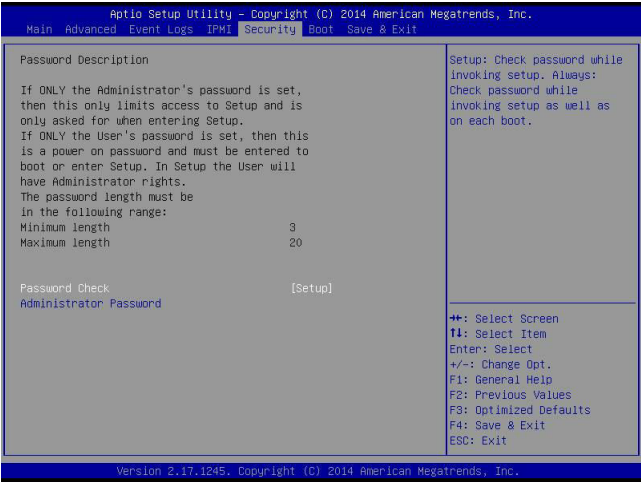 Aptio Setup Utility – Copyright (C) 2014 American Megatrends, Inc.
Main Advanced Event Logs IPMI Security Boot Save & Exit
Password Description
If ONLY the Administrator's password is set,
then this only limits access to Setup and is
only asked for when entering Setup.
If ONLY the User's password is set, then this
is a power on password and must be entered to
boot or enter Setup. In Setup the User will
have Administrator rights.
The password length must be
in the following range:
Minimum length 3
Maximum length 20
Password Check [Setup]
Administrator Password
Setup: Check password while
invoking setup. Always:
Check password while
invoking setup as well as
on each boot.
→←: Select Screen
↑↓: Select Item
Enter: Select
+/-: Change Opt.
F1: General Help
F2: Previous Values
F3: Optimized Defaults
F4: Save & Exit
ESC: Exit
Version 2.17.1245. Copyright (C) 2014 American Megatrends, Inc.